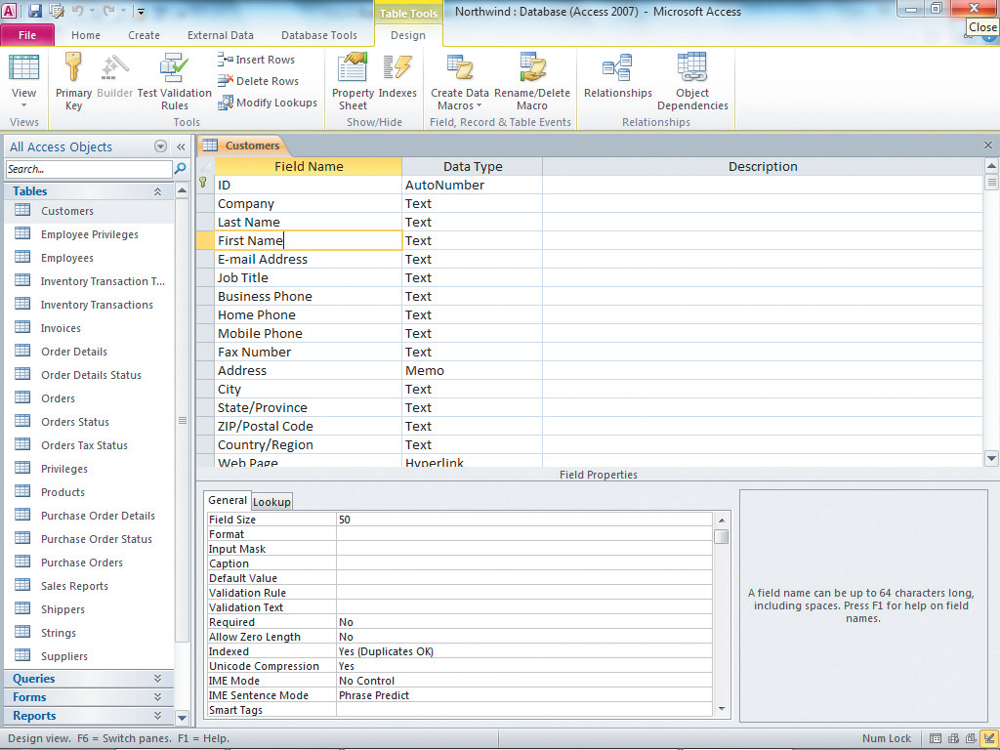 Table Tools
Northwind : Database (Access 2007) - Microsoft Access
Close
File Home Create External Data Database Tools Design
View
Primary Key
Builder
Test Validation Rules
Insert Rows
Delete Rows
Modify Lookups
Property Sheet
Indexes
Create Data Macros
Rename/Delete Macro
Relationships
Object Dependencies
Views Tools Show/Hide Field, Record & Table Events Relationships
All Access Objects
Search...
Tables
Customers
Employee Privileges
Employees
Inventory Transaction T...
Inventory Transactions
Invoices
Order Details
Order Details Status
Orders
Orders Status
Orders Tax Status
Privileges
Products
Purchase Order Details
Purchase Order Status
Purchase Orders
Sales Reports
Shippers
Strings
Suppliers
Queries
Forms
Reports
Customers
Field Name Data Type Description
ID AutoNumber
Company Text
Last Name Text
First Name Text
E-mail Address Text
Job Title Text
Business Phone Text
Home Phone Text
Mobile Phone Text
Fax Number Text
Address Memo
City Text
State/Province Text
ZIP/Postal Code Text
Country/Region Text
Web Page Hyperlink
Field Properties
General Lookup
Field Size 50
Format
Input Mask
Caption
Default Value
Validation Rule
Validation Text
Required No
Allow Zero Length No
Indexed Yes (Duplicates OK)
Unicode Compression Yes
IME Mode No Control
IME Sentence Mode Phrase Predict
Smart Tags
A field name can be up to 64 characters long,
including spaces. Press F1 for help on field
names.
Design view. F6 = Switch panes. F1 = Help.
Num Lock